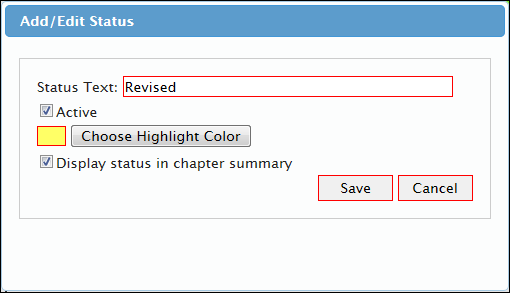 Add/Edit Status
Status Text: Revised
Active
Choose Highlight Color
Display status in chapter summary
Save Cancel